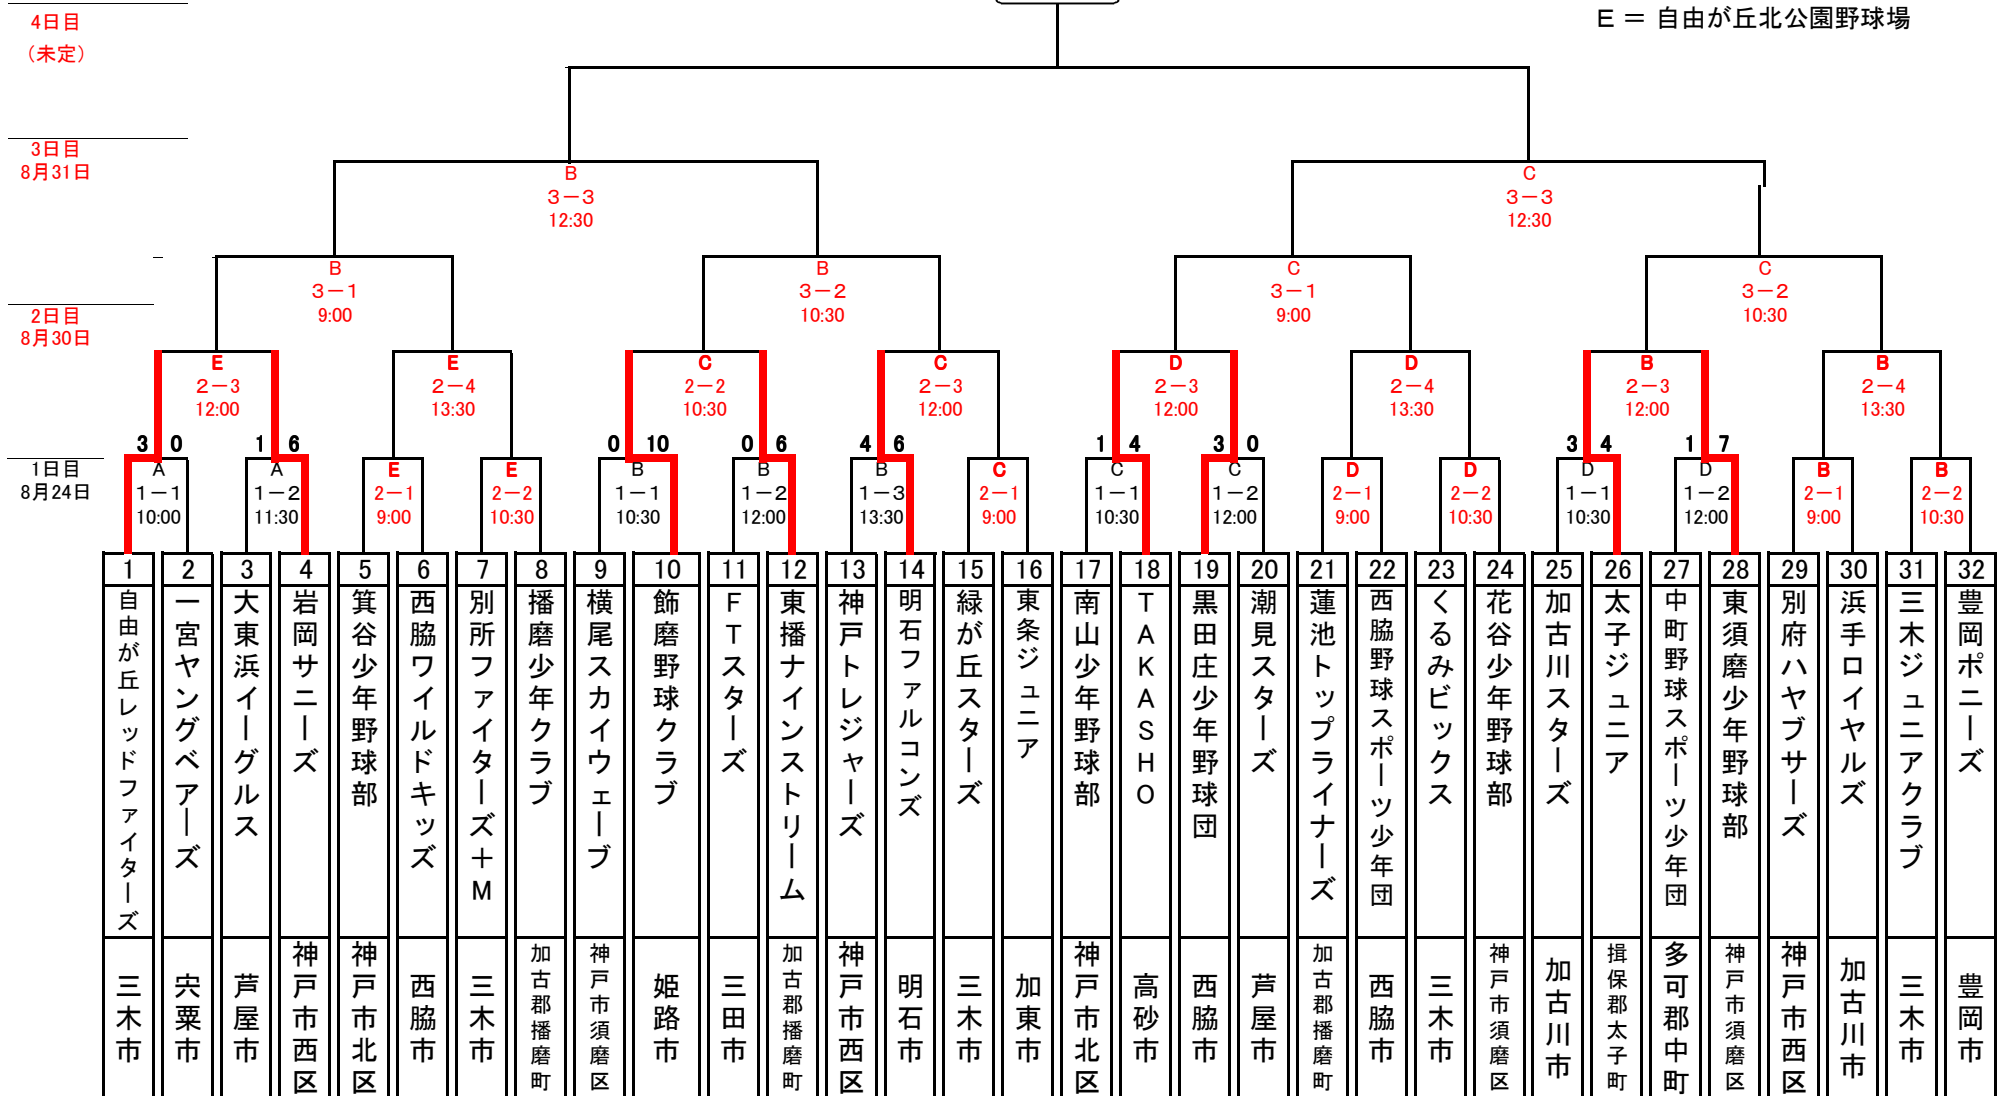 4日目
（未定）
E ＝ 自由が丘北公園野球場
3日目
8月31日
B
3－3
12:30
C
3－3
12:30
B
3－1
9:00
B
3－2
10:30
C
3－1
9:00
C
3－2
10:30
2日目
8月30日
E
2－3
12:00
E
2－4
13:30
C
2－2
10:30
C
2－3
12:00
D
2－3
12:00
D
2－4
13:30
B
2－3
12:00
B
2－4
13:30
3 0
1 6
0 10
0 6
4 6
1 4
3 0
3 4
1 7
1日目
8月24日
A
1－1
10:00
A
1－2
11:30
E
2－1
9:00
E
2－2
10:30
B
1－1
10:30
B
1－2
12:00
B
1－3
13:30
C
2－1
9:00
C
1－1
10:30
C
1－2
12:00
D
2－1
9:00
D
2－2
10:30
D
1－1
10:30
D
1－2
12:00
B
2－1
9:00
B
2－2
10:30
1
自由が丘レッドファイターズ
三木市
2
一宮ヤングベアーズ
宍粟市
3
大東浜イーグルス
芦屋市
4
岩岡サニーズ
神戸市西区
5
箕谷少年野球部
神戸市北区
6
西脇ワイルドキッズ
西脇市
7
別所ファイターズ＋M
三木市
8
播磨少年クラブ
加古郡播磨町
9
横尾スカイウェーブ
神戸市須磨区
10
飾磨野球クラブ
姫路市
11
FTスターズ
三田市
12
東播ナインストリーム
加古郡播磨町
13
神戸トレジャーズ
神戸市西区
14
明石ファルコンズ
明石市
15
緑が丘スターズ
三木市
16
東条ジュニア
加東市
17
南山少年野球部
神戸市北区
18
TAKASHO
高砂市
19
黒田庄少年野球団
西脇市
20
潮見スターズ
芦屋市
21
蓮池トップライナーズ
加古郡播磨町
22
西脇野球スポーツ少年団
西脇市
23
くるみビックス
三木市
24
花谷少年野球部
神戸市須磨区
25
加古川スターズ
加古川市
26
太子ジュニア
揖保郡太子町
27
中町野球スポーツ少年団
多可郡中町
28
東須磨少年野球部
神戸市須磨区
29
別府ハヤブサーズ
神戸市西区
30
浜手ロイヤルズ
加古川市
31
三木ジュニアクラブ
三木市
32
豊岡ポニーズ
豊岡市